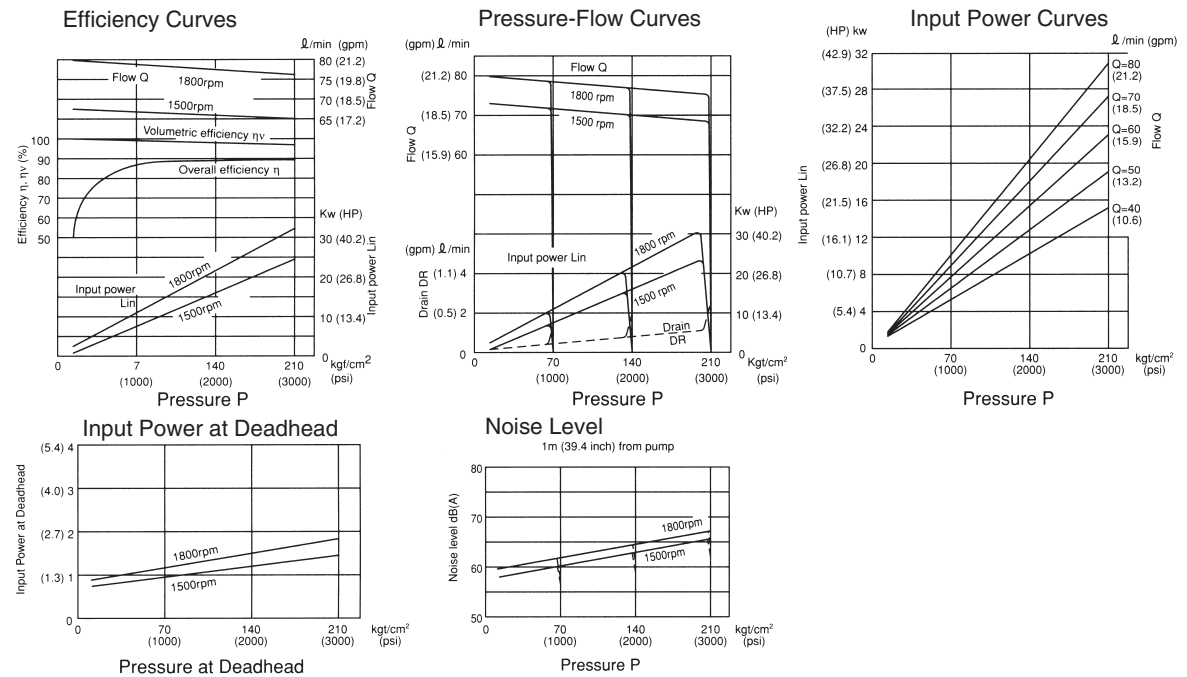 Efficiency Curves
ℓ/min (gpm)
80 (21.2)
75 (19.8)
70 (18.5)
65 (17.2)
Flow Q
Flow Q
1800rpm
1500rpm
Volumetric efficiency ηv
Overall efficiency η
Efficiency η, ηv (%)
100
90
80
70
60
50
Kw (HP)
30 (40.2)
20 (26.8)
10 (13.4)
0
Input power Lin
1800rpm
Input power
Lin
1500rpm
0
7
140
210
kgf/cm2
(1000)
(2000)
(3000)
(psi)
Pressure P
Pressure-Flow Curves
(gpm) ℓ/min
(21.2) 80
(18.5) 70
(15.9) 60
Flow Q
Flow Q
1800 rpm
1500 rpm
(gpm) ℓ/min
(1.1) 4
(0.5) 2
0
Drain DR
Input power Lin
1800 rpm
1500 rpm
Drain
DR
Kw (HP)
30 (40.2)
20 (26.8)
10 (13.4)
0
0
70
140
210
Kgf/cm2
(1000)
(2000)
(3000)
(psi)
Pressure P
Input Power Curves
(HP) kw
ℓ/min (gpm)
(42.9) 32
(37.5) 28
(32.2) 24
(26.8) 20
(21.5) 16
(16.1) 12
(10.7) 8
(5.4) 4
0
Input power Lin
Q=80
(21.2)
Q=70
(18.5)
Q=60
(15.9)
Q=50
(13.2)
Q=40
(10.6)
Flow Q
0
70
140
210
kgf/cm2
(1000)
(2000)
(3000)
(psi)
Pressure P
Input Power at Deadhead
(5.4) 4
(4.0) 3
(2.7) 2
(1.3) 1
0
Input Power at Deadhead
1800rpm
1500rpm
0
70
140
210
kgt/cm2
(1000)
(2000)
(3000)
(psi)
Pressure at Deadhead
Noise Level
1m (39.4 inch) from pump
80
70
60
50
Noise level dB(A)
1800rpm
1500rpm
0
70
140
210
kgt/cm2
(1000)
(2000)
(3000)
(psi)
Pressure P